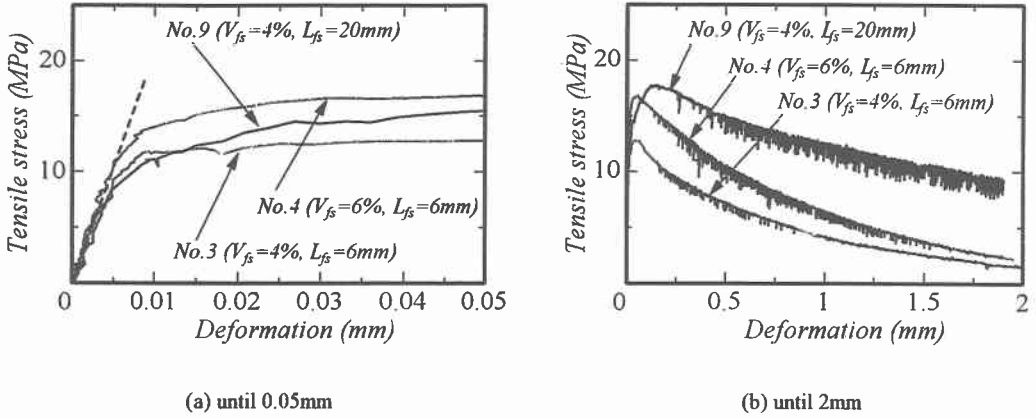 Tensile stress (MPa)
20
10
0
No.9 (Vfs=4%, Lfs=20mm)
No.4 (Vfs=6%, Lfs=6mm)
No.3 (Vfs=4%, Lfs=6mm)
0.01 0.02 0.03 0.04 0.05
Deformation (mm)
(a) until 0.05mm
Tensile stress (MPa)
20
10
0
No.9 (Vfs=4%, Lfs=20mm)
No.4 (Vfs=6%, Lfs=6mm)
No.3 (Vfs=4%, Lfs=6mm)
0.5 1 1.5 2
Deformation (mm)
(b) until 2mm